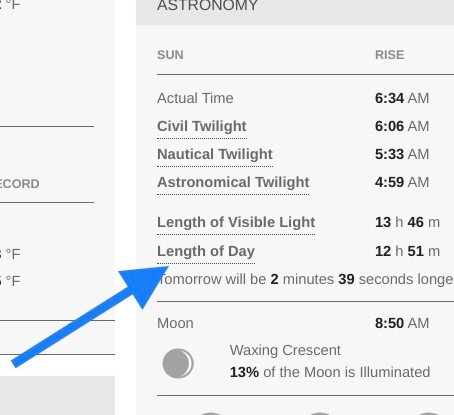 °F
ASTRONOMY
SUN RISE
Actual Time 6:34 AM
Civil Twilight 6:06 AM
Nautical Twilight 5:33 AM
ECORD
Astronomical Twilight 4:59 AM
Length of Visible Light 13 h 46 m
°F
Length of Day 12 h 51 m
°F
Tomorrow will be 2 minutes 39 seconds longe
Moon 8:50 AM
Waxing Crescent
13% of the Moon is Illuminated